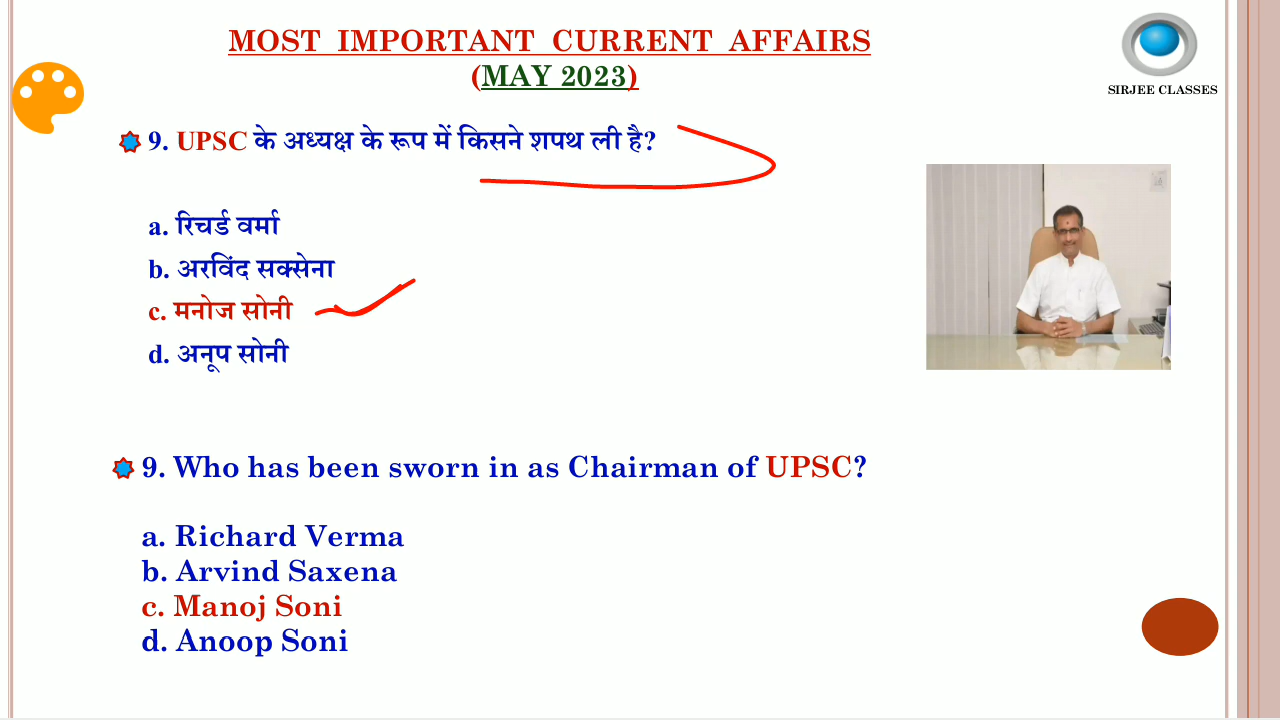 MOST IMPORTANT CURRENT AFFAIRS
(MAY 2023)
SIRJEE CLASSES
9. UPSC के अध्यक्ष के रूप में किसने शपथ ली है?
a. रिचर्ड वर्मा
b. अरविंद सक्सेना
c. मनोज सोनी
d. अनूप सोनी
9. Who has been sworn in as Chairman of UPSC?
a. Richard Verma
b. Arvind Saxena
c. Manoj Soni
d. Anoop Soni